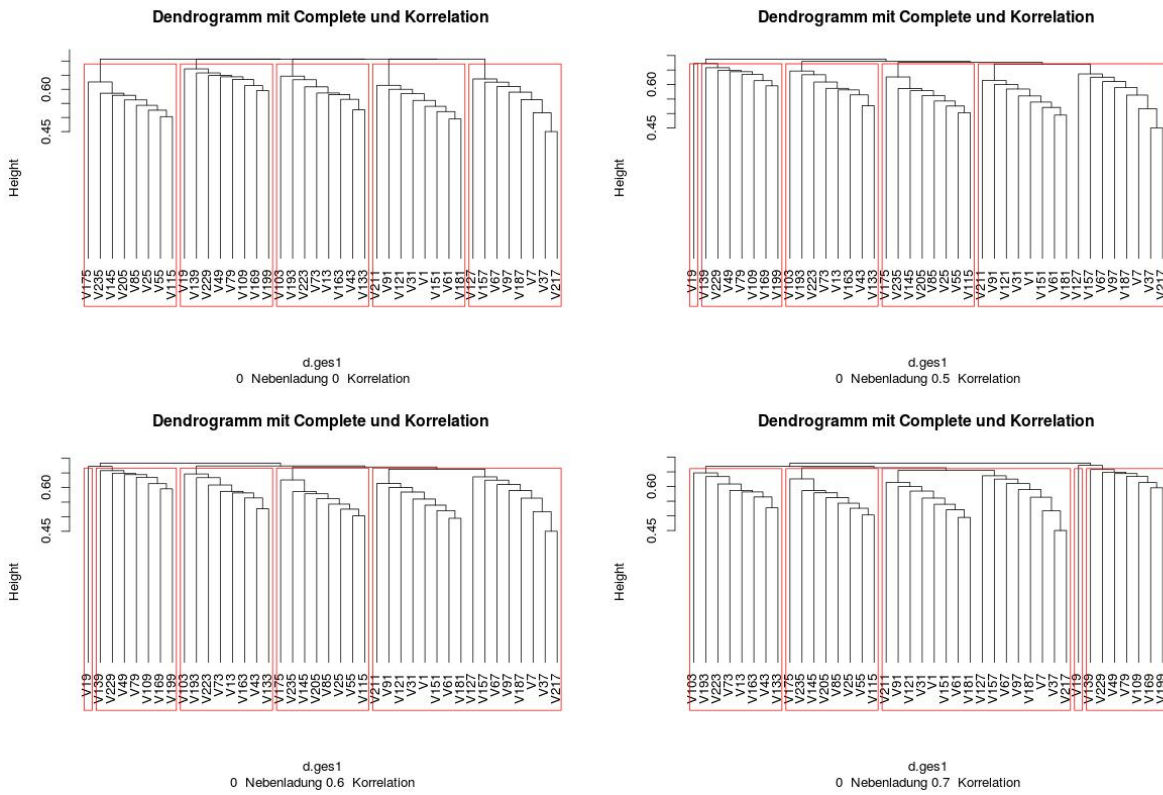 Dendrogramm mit Complete und Korrelation
Height
0.60
0.45
V175 V235 V145 V205 V85 V25 V55 V115 V19 V139 V229 V49 V79 V109 V169 V199 V103 V193 V223 V73 V13 V163 V43 V133 V211 V91 V121 V31 V1 V151 V61 V181 V127 V157 V67 V97 V187 V7 V37 V217
d.ges1
0 Nebenladung 0 Korrelation
Dendrogramm mit Complete und Korrelation
Height
0.60
0.45
V19 V139 V229 V49 V79 V109 V169 V199 V103 V193 V223 V73 V13 V163 V43 V133 V175 V235 V145 V205 V85 V25 V55 V115 V211 V91 V121 V31 V1 V151 V61 V181 V127 V157 V67 V97 V187 V7 V37 V217
d.ges1
0 Nebenladung 0.5 Korrelation
Dendrogramm mit Complete und Korrelation
Height
0.60
0.45
V19 V139 V229 V49 V79 V109 V169 V199 V103 V193 V223 V73 V13 V163 V43 V133 V175 V235 V145 V205 V85 V25 V55 V115 V211 V91 V121 V31 V1 V151 V61 V181 V127 V157 V67 V97 V187 V7 V37 V217
d.ges1
0 Nebenladung 0.6 Korrelation
Dendrogramm mit Complete und Korrelation
Height
0.60
0.45
V103 V193 V223 V73 V13 V163 V43 V133 V175 V235 V145 V205 V85 V25 V55 V115 V211 V91 V121 V31 V1 V151 V61 V181 V127 V157 V67 V97 V187 V7 V37 V217 V19 V139 V229 V49 V79 V109 V169 V199
d.ges1
0 Nebenladung 0.7 Korrelation